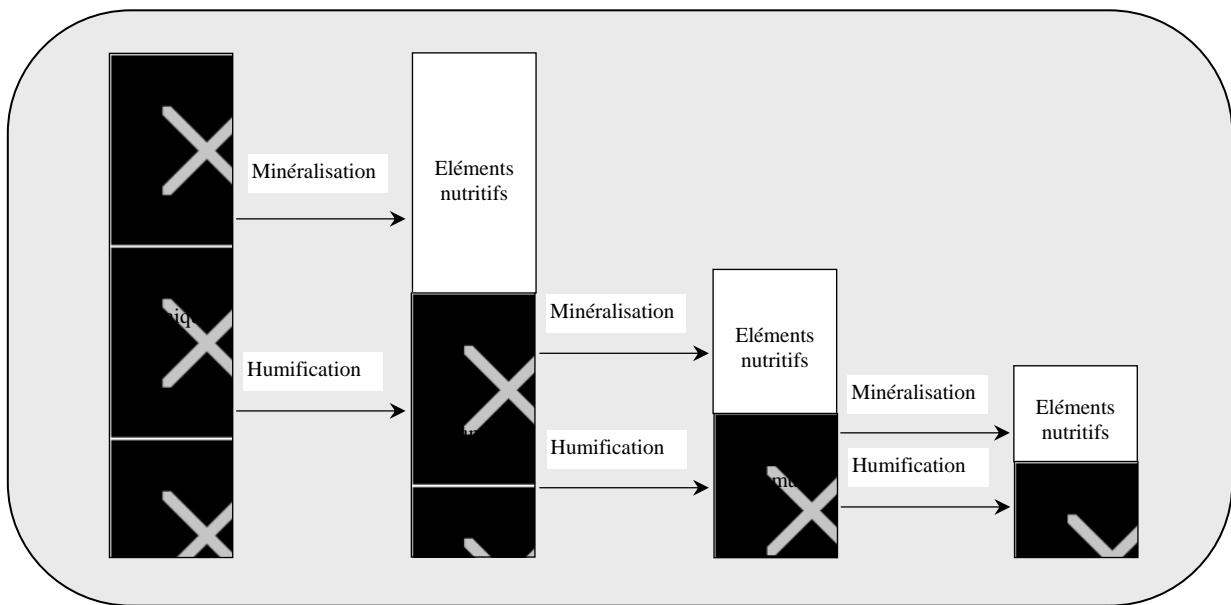 Minéralisation
Eléments
nutritifs
Humification
Minéralisation
Eléments
nutritifs
Humification
Minéralisation
Eléments
nutritifs
Humification